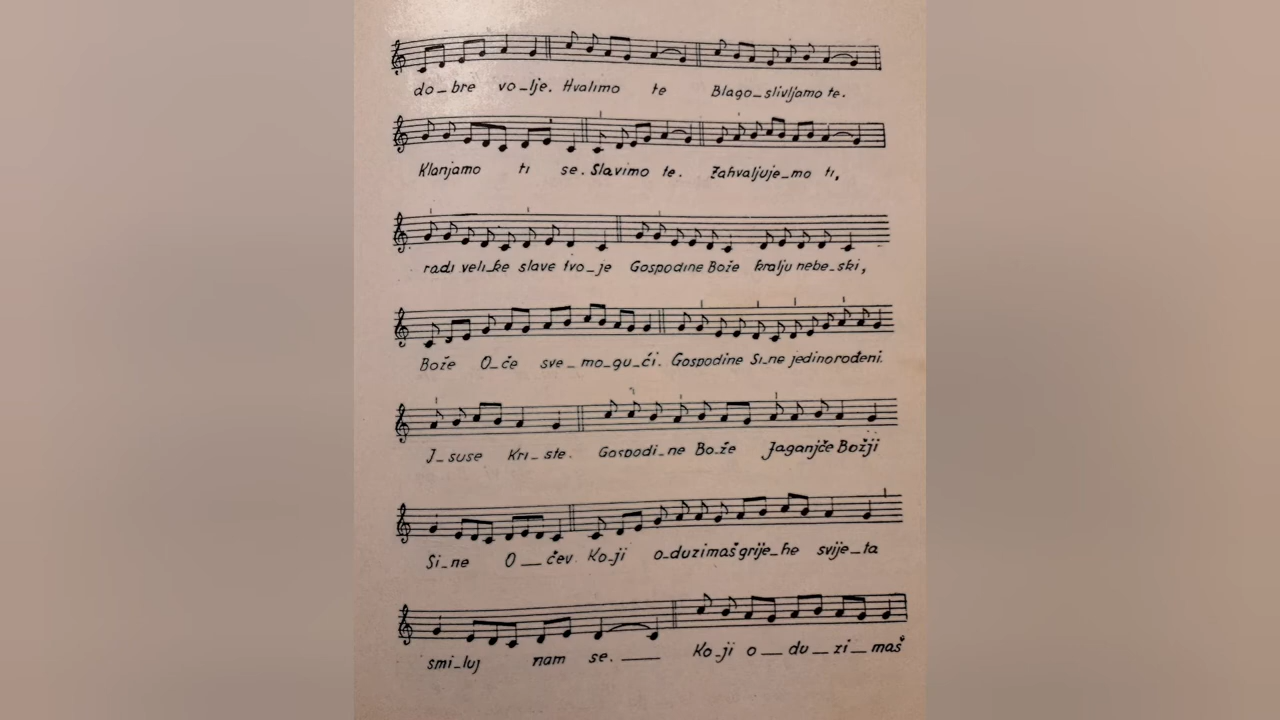 do_bre vo_lje. Hvalimo te Blago_slivljamo te.
Klanjamo ti se. Slavimo te. Zahvaljuje_mo ti,
radi veli_ke slave tvo_je Gospodine Bože kralju nebe_ski,
Bože O_če sve_mo_gu_ći. Gospodine Si_ne jedinorođeni.
I_suse Kri_ste. Gospodi_ne Bo_že Jaganjče Božji
Si_ne O_čev. Ko_ji o_duzimaš grije_he svije_ta
smi_luj nam se. _ Ko_ji o_du_zi_maš